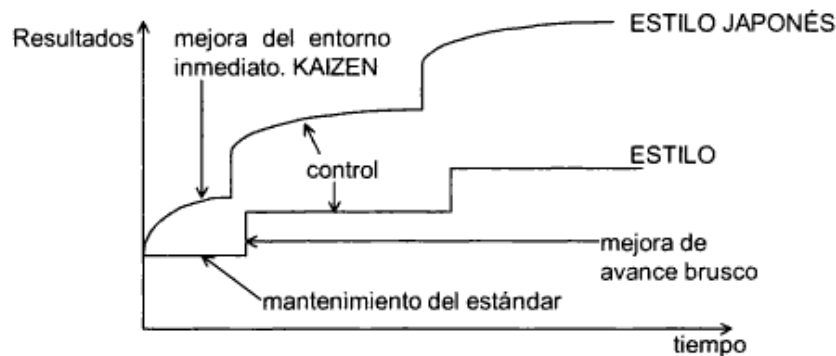 Resultados
mejora del entorno
inmediato. KAIZEN
ESTILO JAPONÉS
control
ESTILO
mejora de
avance brusco
mantenimiento del estándar
tiempo